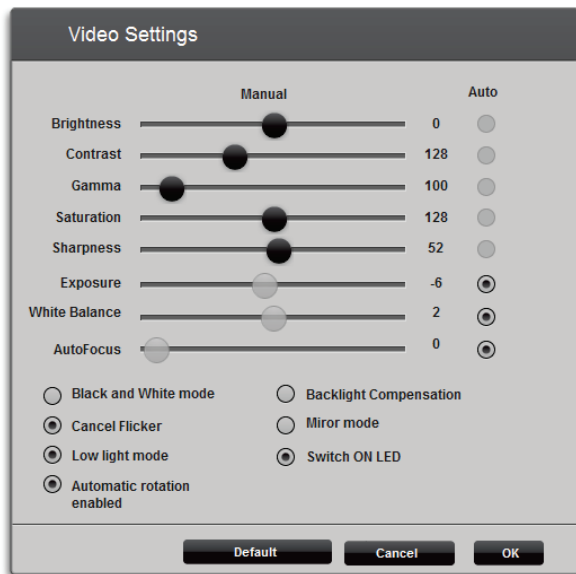 Video Settings
Manual Auto
Brightness 0
Contrast 128
Gamma 100
Saturation 128
Sharpness 52
Exposure -6
White Balance 2
AutoFocus 0
Black and White mode Backlight Compensation
Cancel Flicker Miror mode
Low light mode Switch ON LED
Automatic rotation
enabled
Default Cancel OK